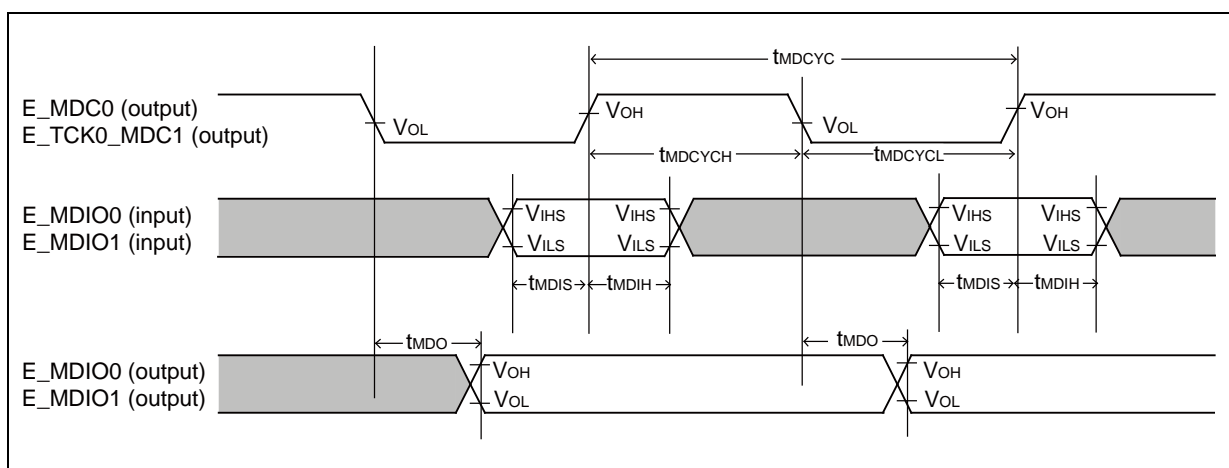 tMDCYC
E_MDC0 (output)
E_TCK0_MDC1 (output)
VOL
VOH
VOL
VOH
tMDCYCH
tMDCYCL
E_MDIO0 (input)
E_MDIO1 (input)
VIHS
VIHS
VIHS
VIHS
VILS
VILS
VILS
VILS
tMDIS
tMDIH
tMDIS
tMDIH
tMDO
tMDO
E_MDIO0 (output)
E_MDIO1 (output)
VOH
VOH
VOL
VOL